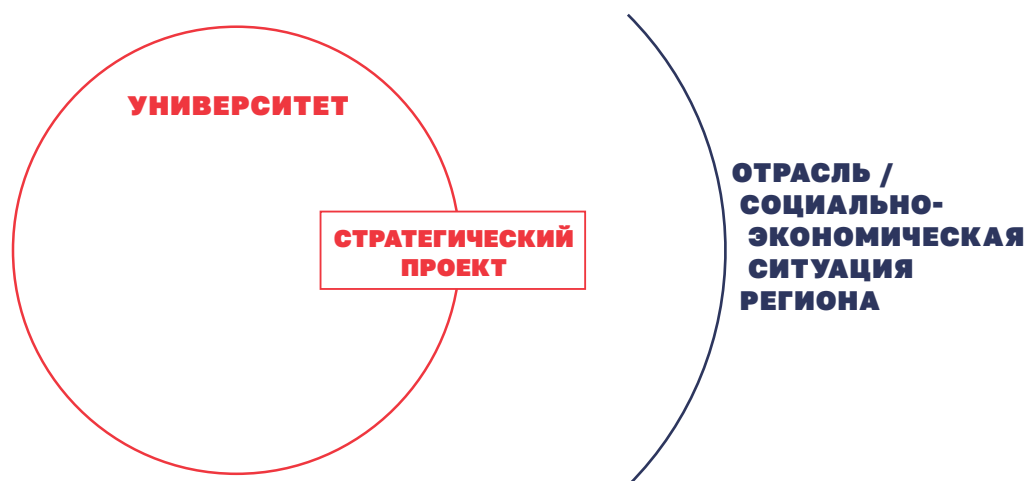 УНИВЕРСИТЕТ
СТРАТЕГИЧЕСКИЙ
ПРОЕКТ
ОТРАСЛЬ /
СОЦИАЛЬНО-
ЭКОНОМИЧЕСКАЯ
СИТУАЦИЯ
РЕГИОНА